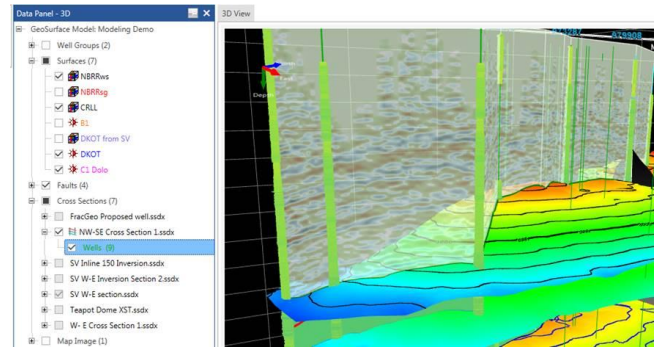 Data Panel - 3D
3D View
GeoSurface Model: Modeling Demo
Well Groups (2)
Surfaces (7)
NBRRws
NBRRsg
CRLL
B1
DKOT from SV
DKOT
C1 Dolo
Faults (4)
Cross Sections (7)
FracGeo Proposed well.ssdx
NW-SE Cross Section 1.ssdx
Wells (9)
SV Inline 150 Inversion.ssdx
SV W-E Inversion Section 2.ssdx
SV W-E section.ssdx
Teapot Dome XST.ssdx
W- E Cross Section 1.ssdx
Map Image (1)
Depth